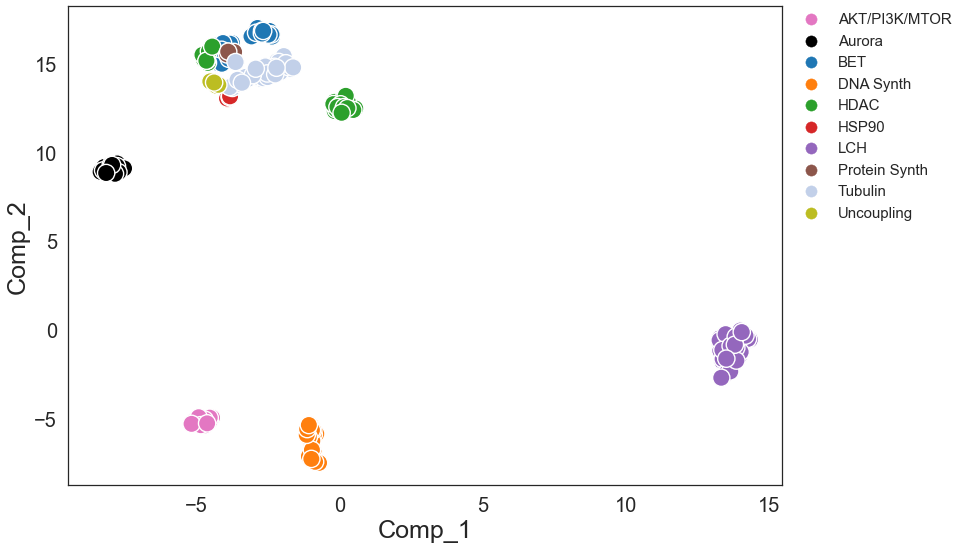 AKT/PI3K/MTOR
Aurora
BET
DNA Synth
HDAC
HSP90
LCH
Protein Synth
Tubulin
Uncoupling
15
10
5
0
−5
Comp_2
−5
0
5
10
15
Comp_1